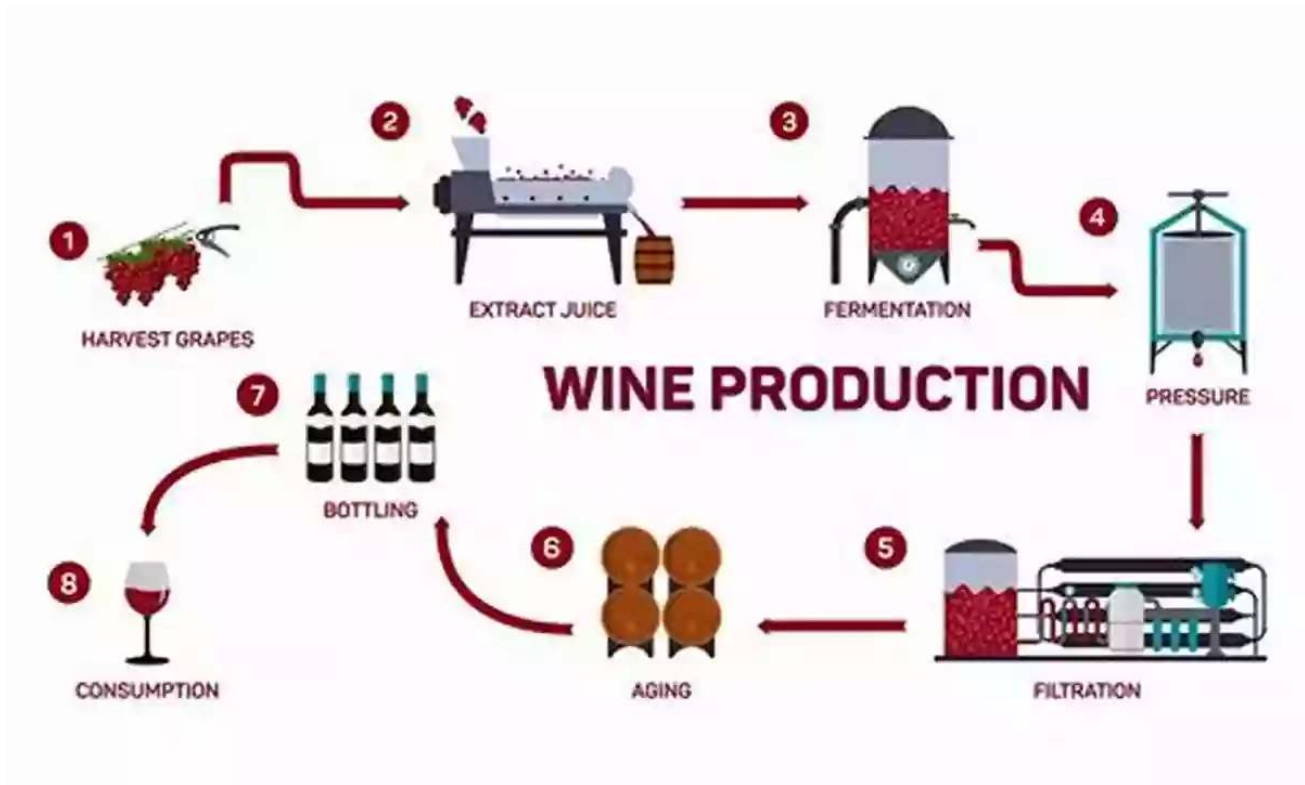 WINE PRODUCTION
1
HARVEST GRAPES
2
EXTRACT JUICE
3
FERMENTATION
4
PRESSURE
5
FILTRATION
6
AGING
7
BOTTLING
8
CONSUMPTION